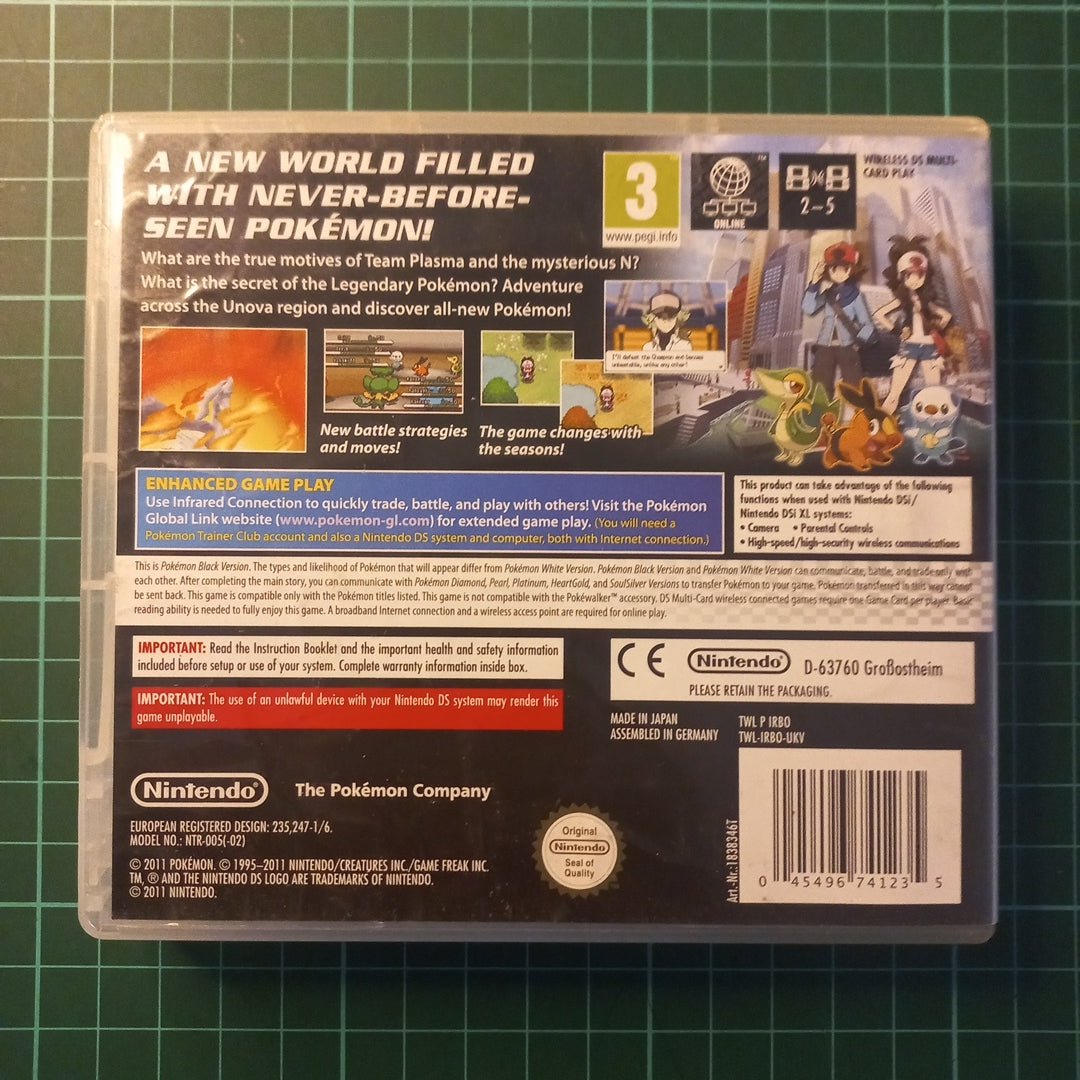 A NEW WORLD FILLED
WITH NEVER-BEFORE-
SEEN POKÉMON!
What are the true motives of Team Plasma and the mysterious N?
What is the secret of the Legendary Pokémon? Adventure
across the Unova region and discover all-new Pokémon!
3
www.pegi.info
TM
ONLINE
2–5
WIRELESS DS MULTI-
CARD PLAY
I'll defeat the Champion and become
unbeatable, unlike any other!
New battle strategies
and moves!
The game changes with
the seasons!
ENHANCED GAME PLAY
Use Infrared Connection to quickly trade, battle, and play with others! Visit the Pokémon
Global Link website (www.pokemon-gl.com) for extended game play. (You will need a
Pokémon Trainer Club account and also a Nintendo DS system and computer, both with Internet connection.)
This product can take advantage of the following
functions when used with Nintendo DSi/
Nintendo DSi XL systems:
• Camera • Parental Controls
• High-speed/high-security wireless communications
This is Pokémon Black Version. The types and likelihood of Pokémon that will appear differ from Pokémon White Version. Pokémon Black Version and Pokémon White Version can communicate, battle, and trade only with
each other. After completing the main story, you can communicate with Pokémon Diamond, Pearl, Platinum, HeartGold, and SoulSilver Versions to transfer Pokémon to your game. Pokémon transferred in this way cannot
be sent back. This game is compatible only with the Pokémon titles listed. This game is not compatible with the Pokéwalker™ accessory. DS Multi-Card wireless connected games require one Game Card per player. Basic
reading ability is needed to fully enjoy this game. A broadband Internet connection and a wireless access point are required for online play.
IMPORTANT: Read the Instruction Booklet and the important health and safety information
included before setup or use of your system. Complete warranty information inside box.
IMPORTANT: The use of an unlawful device with your Nintendo DS system may render this
game unplayable.
CE Nintendo® D-63760 Großostheim
PLEASE RETAIN THE PACKAGING.
MADE IN JAPAN
ASSEMBLED IN GERMANY
TWL P IRBO
TWL-IRBO-UKV
Nintendo® The Pokémon Company
EUROPEAN REGISTERED DESIGN: 235,247-1/6.
MODEL NO.: NTR-005(-02)
© 2011 POKÉMON. © 1995–2011 NINTENDO/CREATURES INC./GAME FREAK INC.
TM, ® AND THE NINTENDO DS LOGO ARE TRADEMARKS OF NINTENDO.
© 2011 NINTENDO.
Original
Nintendo®
Seal of
Quality
Art.-Nr.:1838346T
0 45496 74123 5